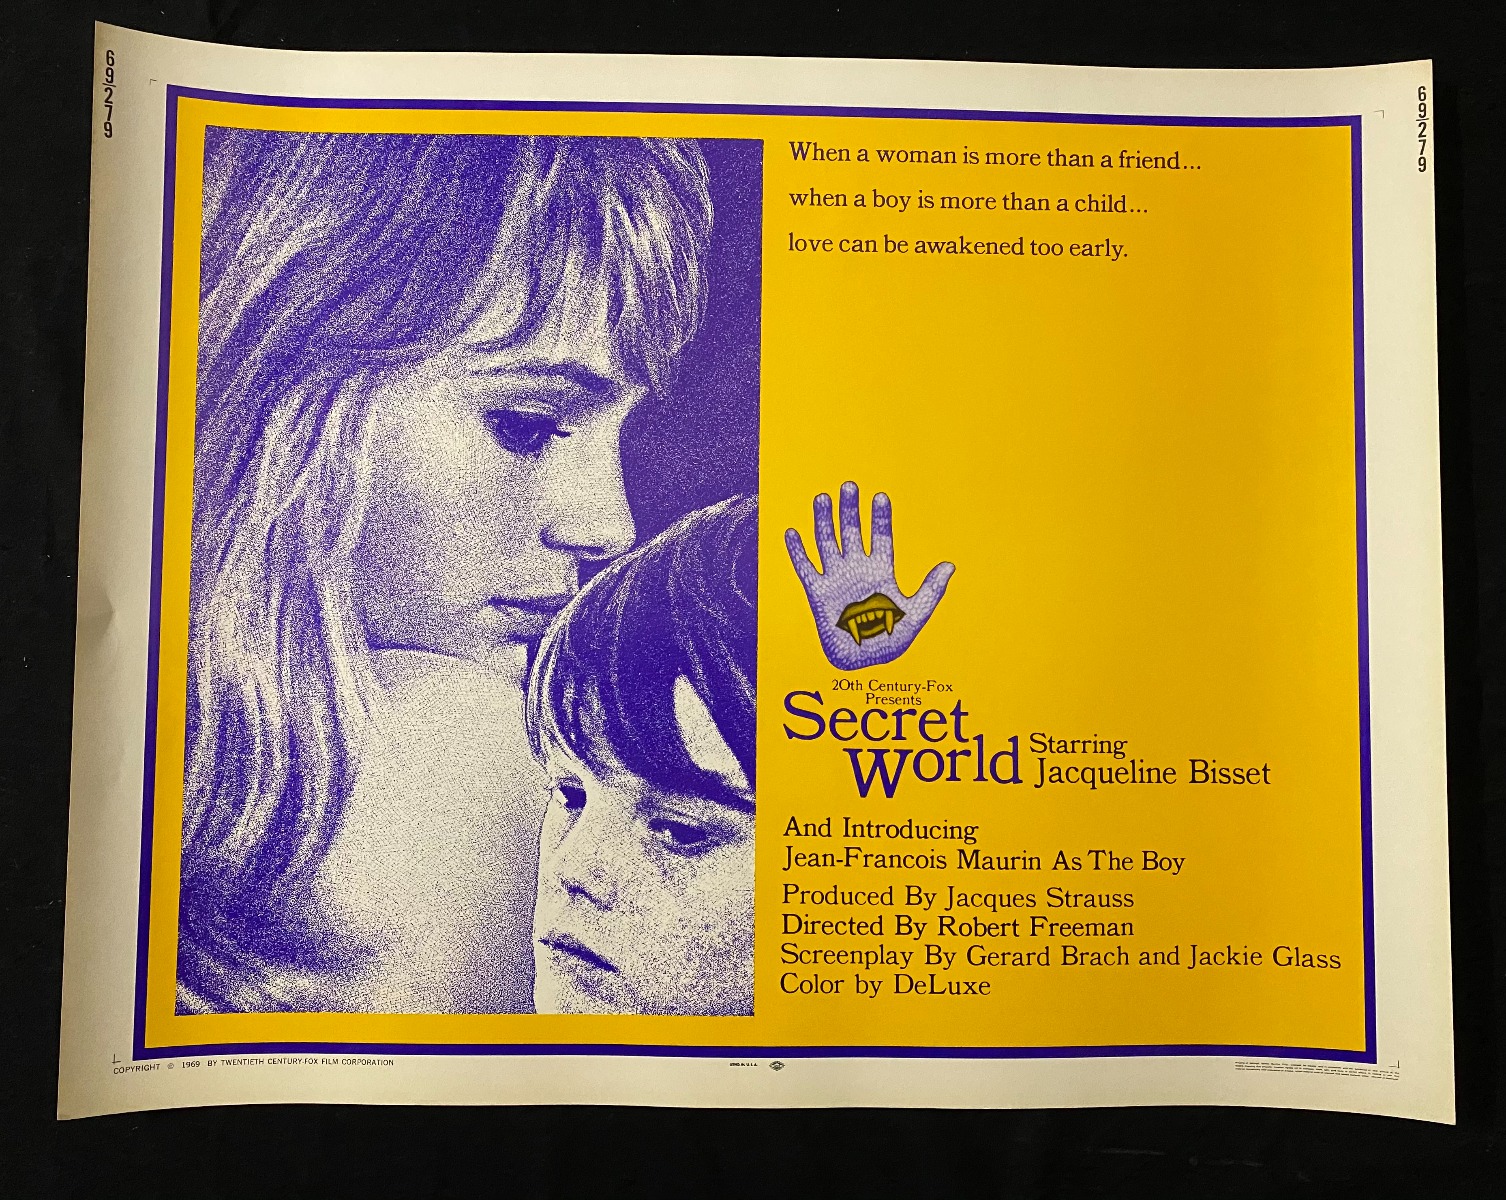 69/279
69/279
When a woman is more than a friend...
when a boy is more than a child...
love can be awakened too early.
20th Century-Fox
Presents
Secret
World
Starring
Jacqueline Bisset
And Introducing
Jean-Francois Maurin As The Boy
Produced By Jacques Strauss
Directed By Robert Freeman
Screenplay By Gerard Brach and Jackie Glass
Color by DeLuxe
COPYRIGHT © 1969 BY TWENTIETH CENTURY-FOX FILM CORPORATION